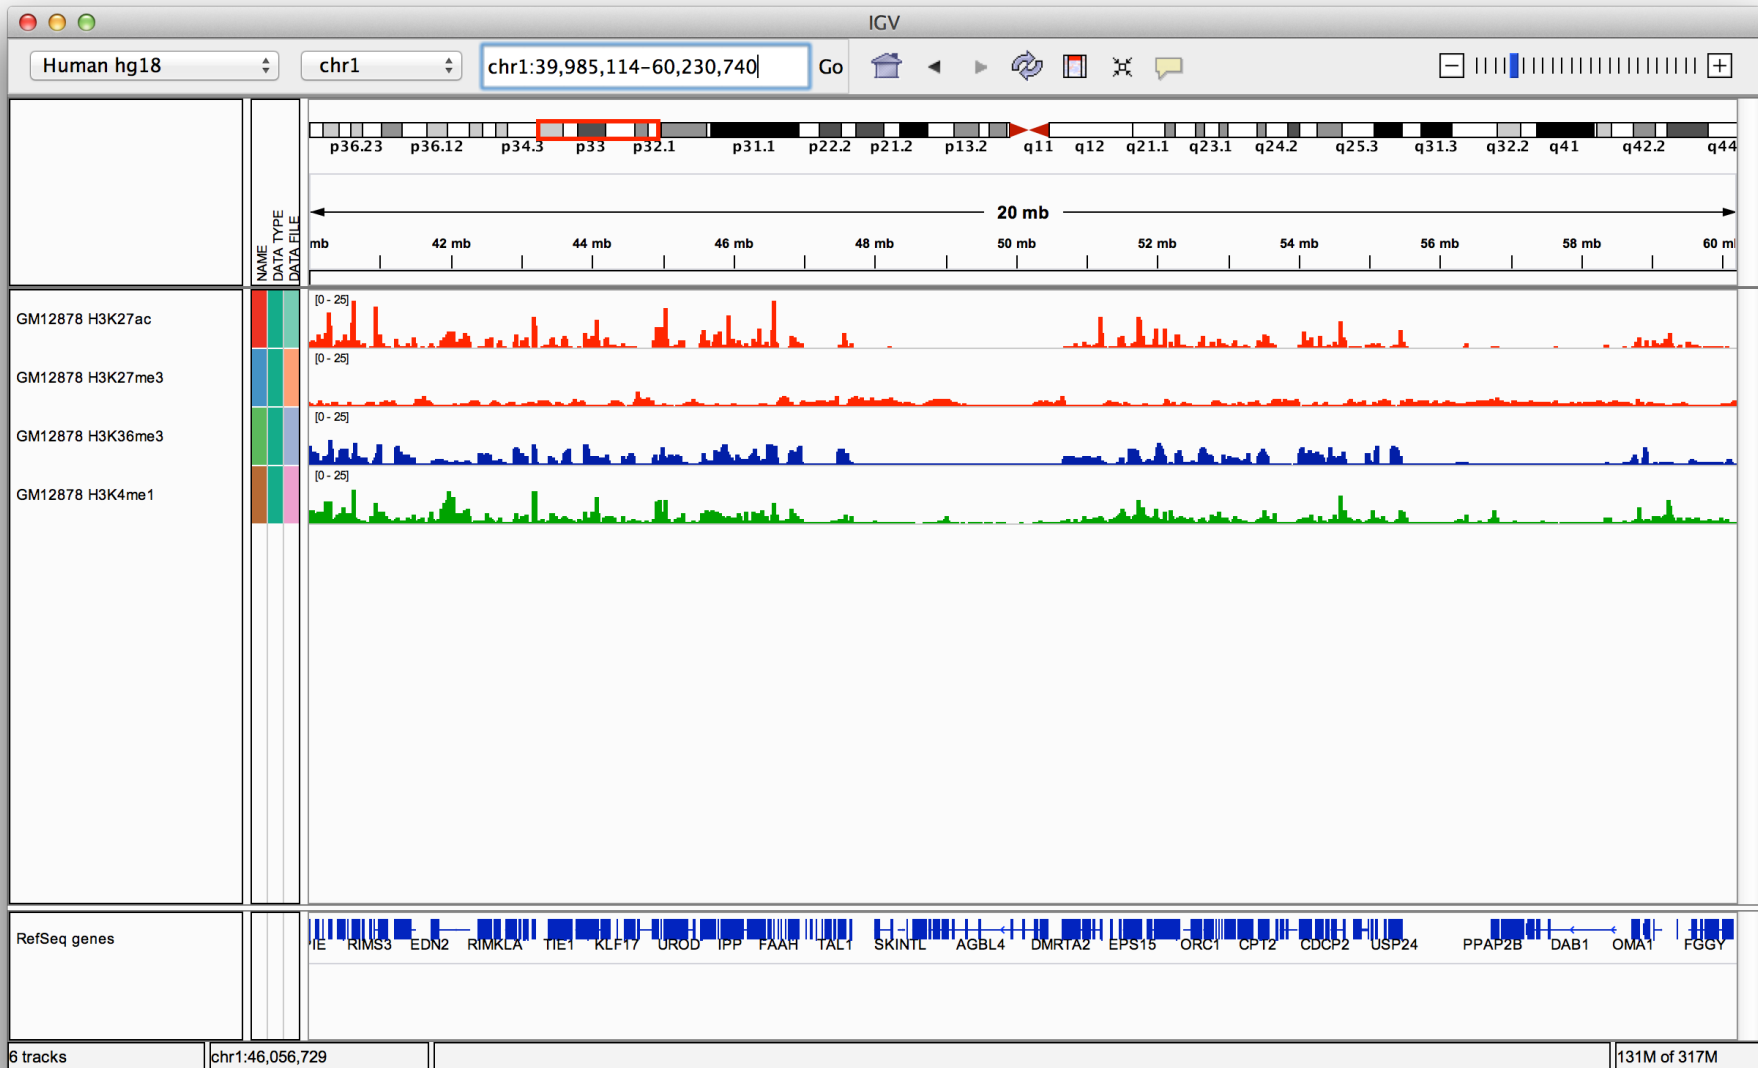 IGV
Human hg18 chr1 chr1:39,985,114-60,230,740 Go
p36.23 p36.12 p34.3 p33 p32.1 p31.1 p22.2 p21.2 p13.2 q11 q12 q21.1 q23.1 q24.2 q25.3 q31.3 q32.2 q41 q42.2 q44
20 mb
NAME
DATA TYPE
DATA FILE
mb 42 mb 44 mb 46 mb 48 mb 50 mb 52 mb 54 mb 56 mb 58 mb 60 m
GM12878 H3K27ac [0 - 25]
GM12878 H3K27me3 [0 - 25]
GM12878 H3K36me3 [0 - 25]
GM12878 H3K4me1 [0 - 25]
RefSeq genes
IE RIMS3 EDN2 RIMKLA TIE1 KLF17 UROD IPP FAAH TAL1 SKINTL AGBL4 DMRTA2 EPS15 ORC1 CPT2 CDCP2 USP24 PPAP2B DAB1 OMA1 FGGY
6 tracks chr1:46,056,729 131M of 317M